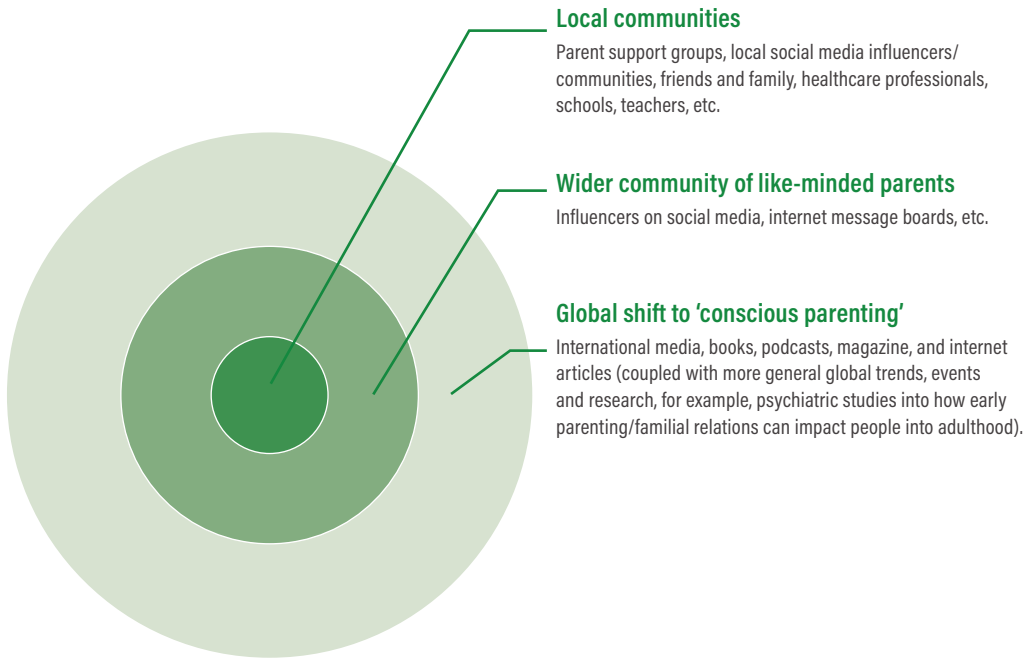 Local communities
Parent support groups, local social media influencers/
communities, friends and family, healthcare professionals,
schools, teachers, etc.
Wider community of like-minded parents
Influencers on social media, internet message boards, etc.
Global shift to ‘conscious parenting’
International media, books, podcasts, magazine, and internet
articles (coupled with more general global trends, events
and research, for example, psychiatric studies into how early
parenting/familial relations can impact people into adulthood).